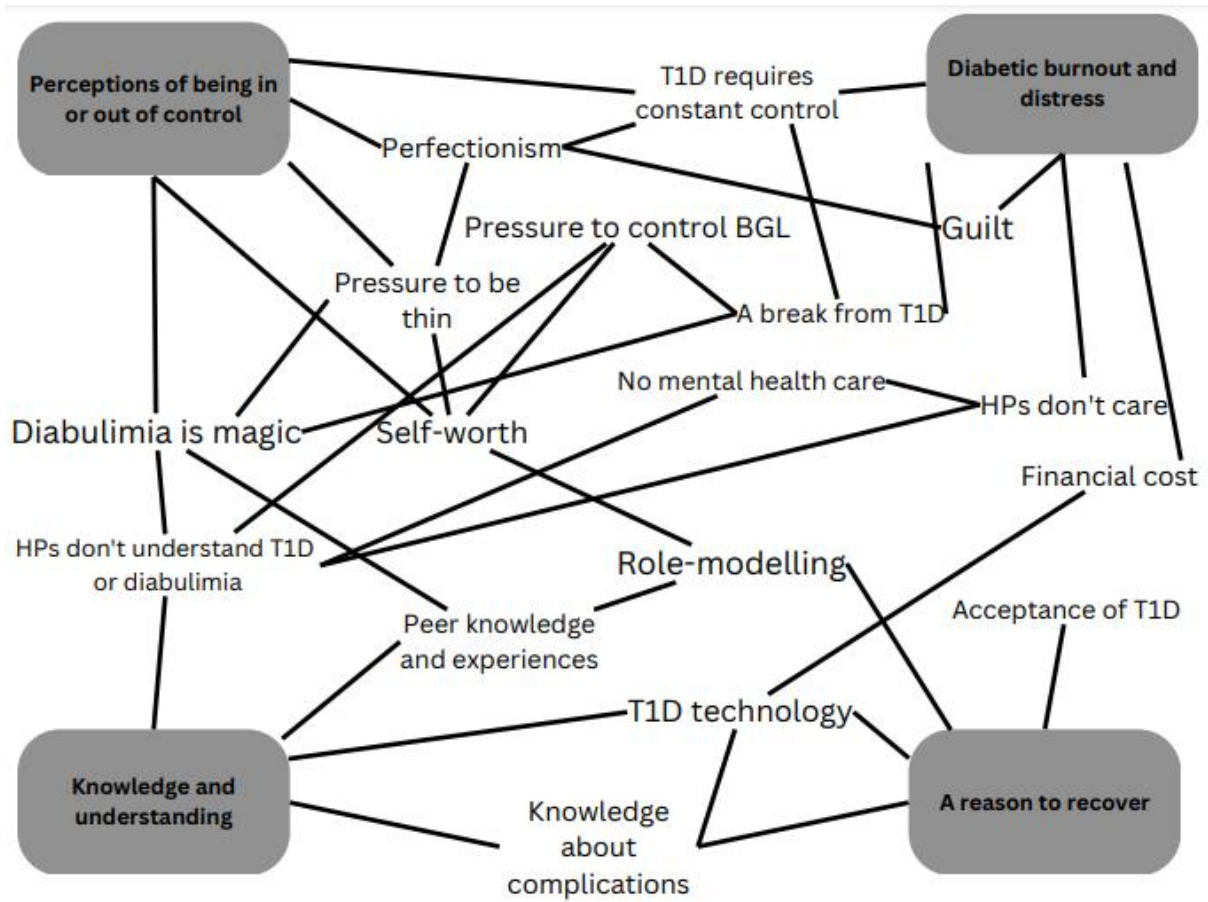 Perceptions of being in
or out of control
T1D requires
constant control
Diabetic burnout and
distress
Perfectionism
Pressure to control BGL
Guilt
Pressure to be
thin
A break from T1D
No mental health care
HPs don't care
Diabulimia is magic
Self-worth
Financial cost
HPs don't understand T1D
or diabulimia
Role-modelling
Peer knowledge
and experiences
Acceptance of T1D
T1D technology
Knowledge and
understanding
Knowledge
about
complications
A reason to recover